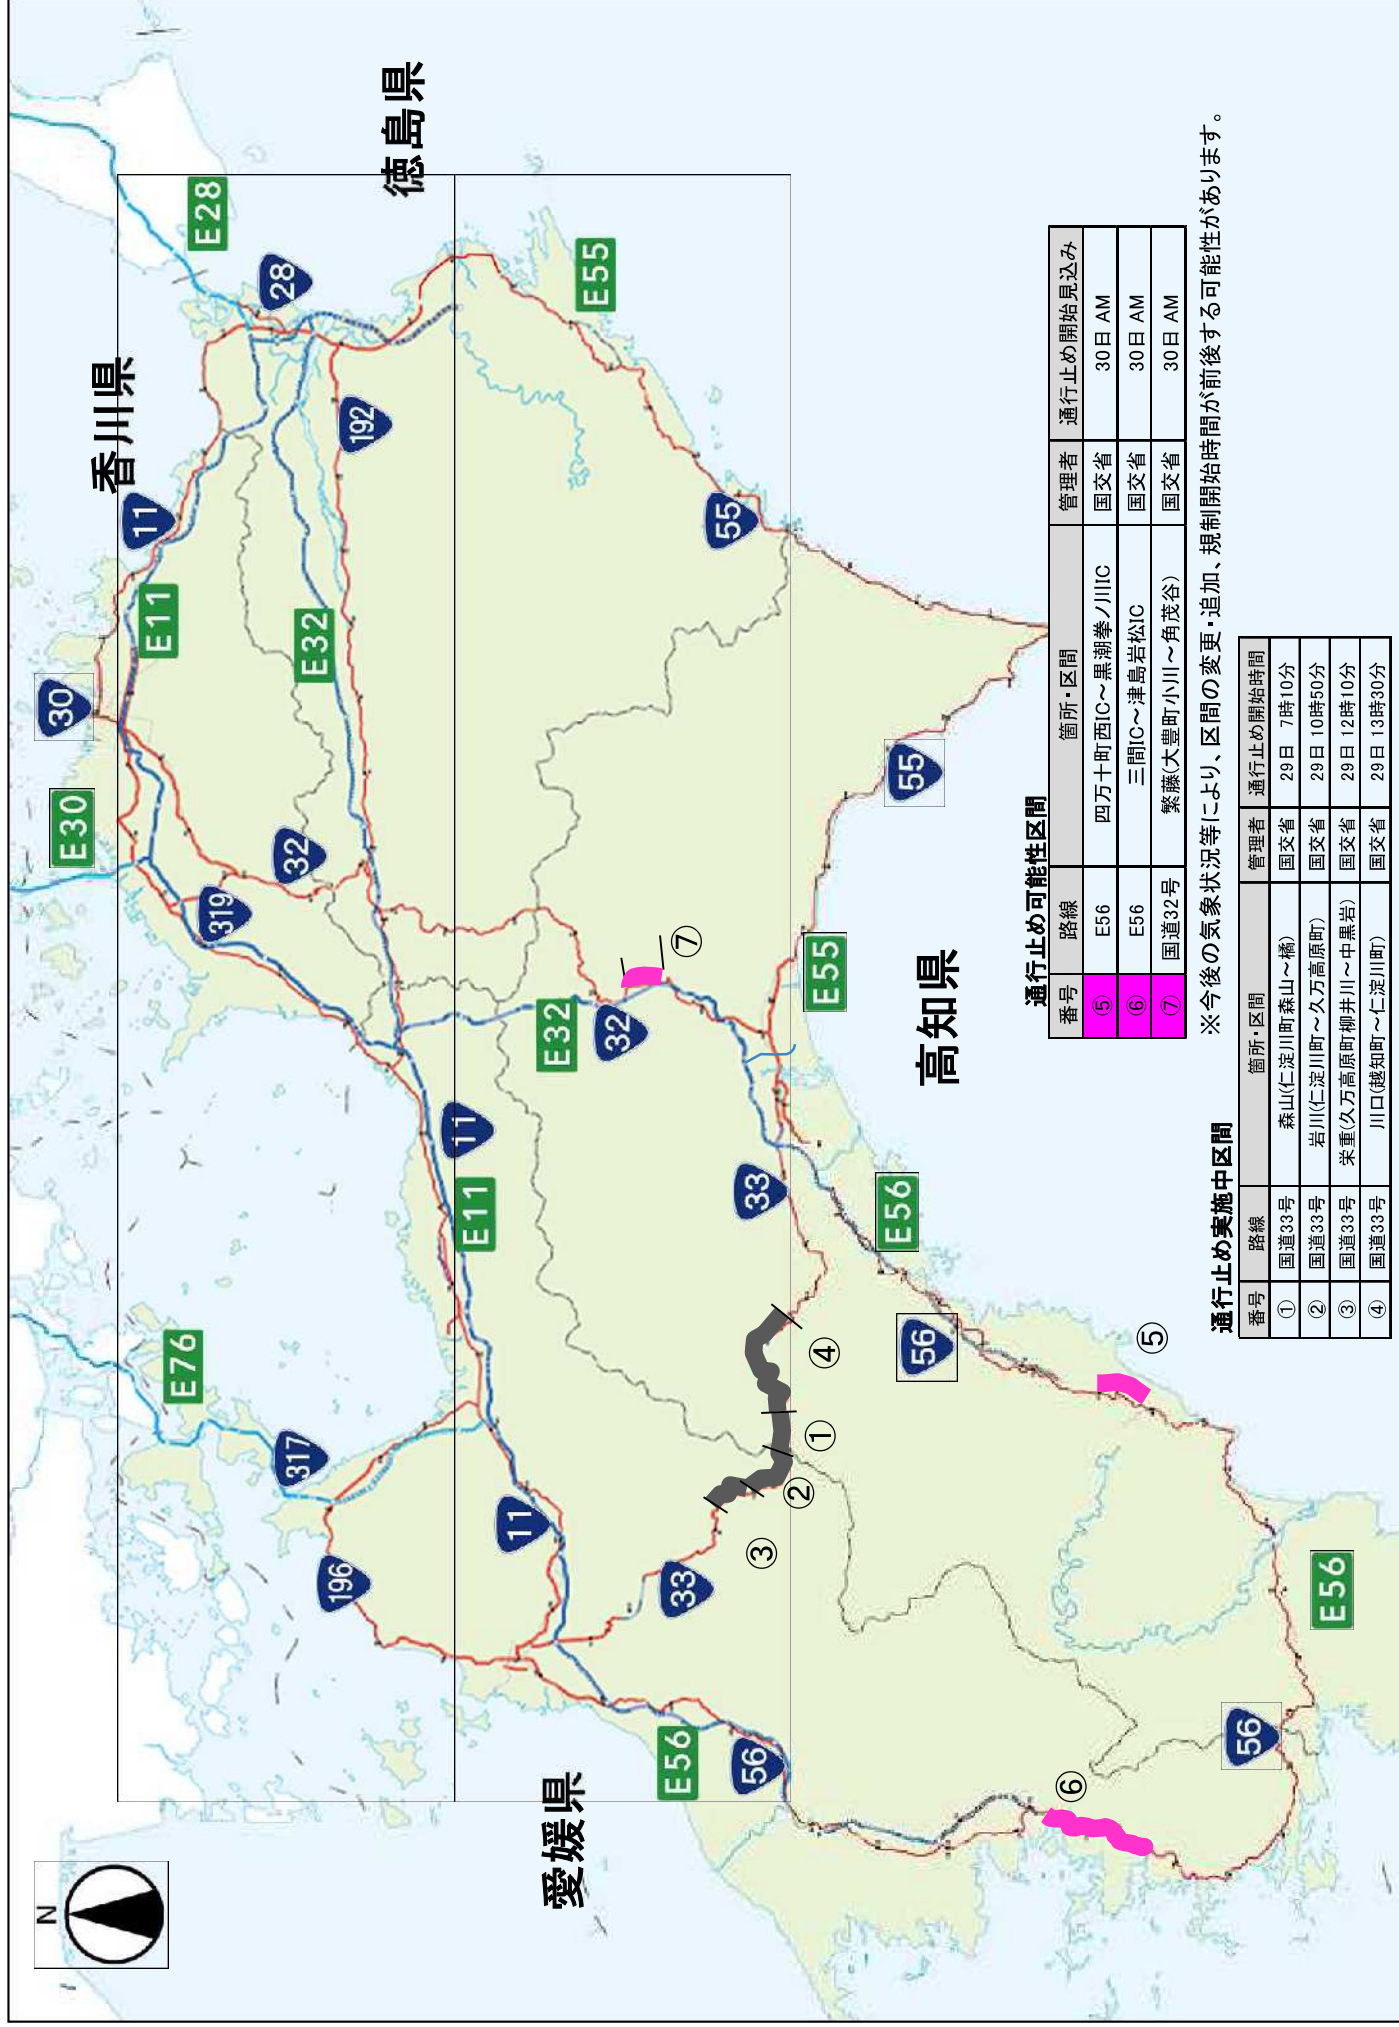 N
香川県
徳島県
愛媛県
高知県
E28
28
E55
192
11
E11
30
E32
55
E30
32
319
55
E55
E32
32
⑦
11
E11
33
E56
E76
317
④
56
⑤
①
②
11
③
196
33
E56
E56
56
56
⑥
通行止め可能性区間
番号 路線 箇所・区間 管理者 通行止め開始見込み
⑤ E56 四万十町西IC～黒潮拳ノ川IC 国交省 30日 AM
⑥ E56 三間IC～津島岩松IC 国交省 30日 AM
⑦ 国道32号 繁藤(大豊町小川～角茂谷) 国交省 30日 AM
※今後の気象状況等により、区間の変更・追加、規制開始時間が前後する可能性があります。
通行止め実施中区間
番号 路線 箇所・区間 管理者 通行止め開始時間
① 国道33号 森山(仁淀川町森山～橘) 国交省 29日 7時10分
② 国道33号 岩川(仁淀川町～久万高原町) 国交省 29日 10時50分
③ 国道33号 栄重(久万高原町柳井川～中黒岩) 国交省 29日 12時10分
④ 国道33号 川口(越知町～仁淀川町) 国交省 29日 13時30分